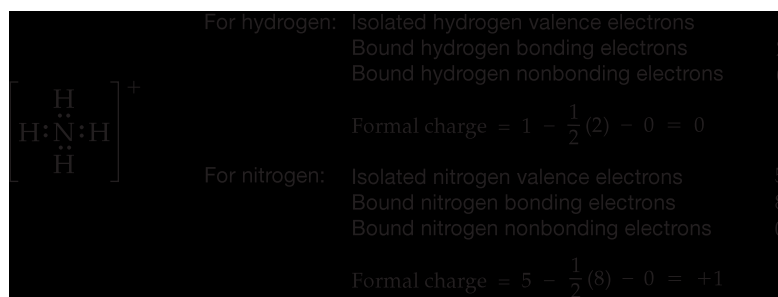 For hydrogen: Isolated hydrogen valence electrons
Bound hydrogen bonding electrons
Bound hydrogen nonbonding electrons
[H:N:H]+
H
H
Formal charge = 1 − 1/2(2) − 0 = 0
For nitrogen: Isolated nitrogen valence electrons
Bound nitrogen bonding electrons
Bound nitrogen nonbonding electrons
Formal charge = 5 − 1/2(8) − 0 = +1